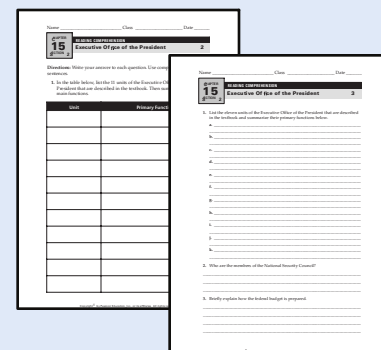 Name Class Date
CHAPTER
15
SECTION 2
READING COMPREHENSION
Executive Office of the President 2
Directions: Write your answer to each question. Use comp
sentences.
1. In the table below, list the 11 units of the Executive Of
President that are described in the textbook. Then
main functions.
Unit Primary Functi
Name Class Date
CHAPTER
15
SECTION 2
READING COMPREHENSION
Executive Office of the President 3
1. List the eleven units of the Executive Office of the President that are described
in the textbook and summarize their primary functions below.
a.
b.
c.
d.
e.
f.
g.
h.
i.
j.
k.
2. Who are the members of the National Security Council?
3. Briefly explain how the federal budget is prepared.